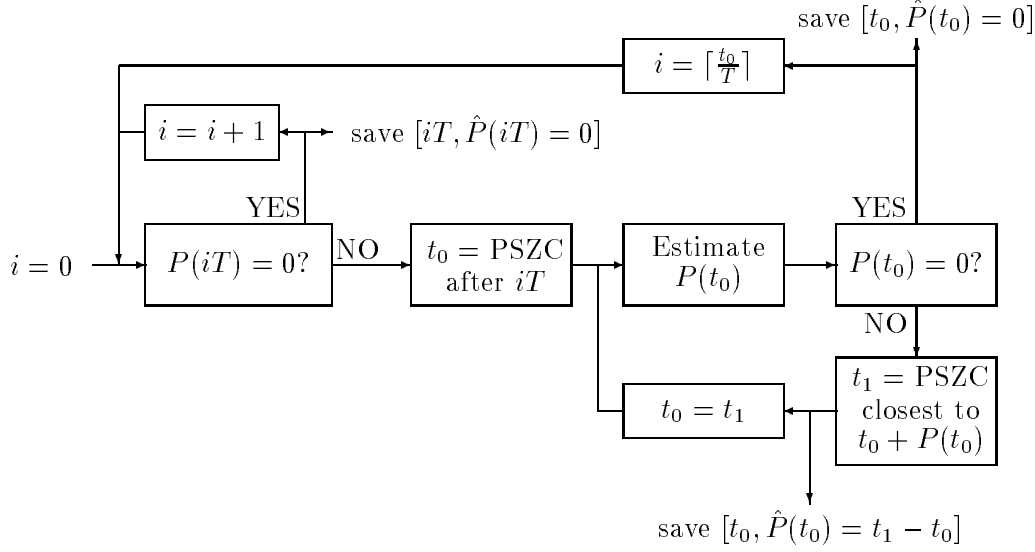 save [t₀, P̂(t₀) = 0]
i = ⌈t₀/T⌉
i = i + 1
save [iT, P̂(iT) = 0]
YES
YES
i = 0
P(iT) = 0?
NO
t₀ = PSZC
after iT
Estimate
P(t₀)
P(t₀) = 0?
NO
t₀ = t₁
t₁ = PSZC
closest to
t₀ + P(t₀)
save [t₀, P̂(t₀) = t₁ − t₀]